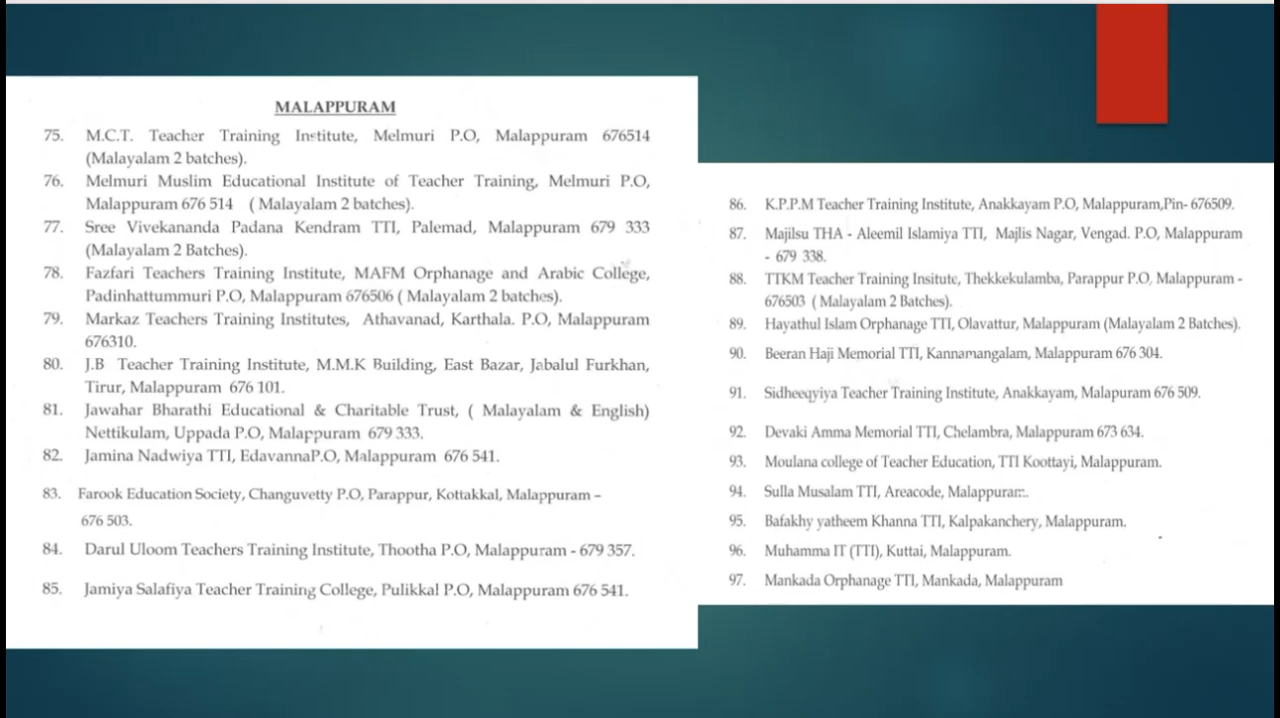 MALAPPURAM
75. M.C.T. Teacher Training Institute, Melmuri P.O, Malappuram 676514
(Malayalam 2 batches).
76. Melmuri Muslim Educational Institute of Teacher Training, Melmuri P.O,
Malappuram 676 514 ( Malayalam 2 batches).
77. Sree Vivekananda Padana Kendram TTI, Palemad, Malappuram 679 333
(Malayalam 2 Batches).
78. Fazfari Teachers Training Institute, MAFM Orphanage and Arabic College,
Padinhattummuri P.O, Malappuram 676506 ( Malayalam 2 batches).
79. Markaz Teachers Training Institutes, Athavanad, Karthala. P.O, Malappuram
676310.
80. J.B Teacher Training Institute, M.M.K Building, East Bazar, Jabalul Furkhan,
Tirur, Malappuram 676 101.
81. Jawahar Bharathi Educational & Charitable Trust, ( Malayalam & English)
Nettikulam, Uppada P.O, Malappuram 679 333.
82. Jamina Nadwiya TTI, EdavannaP.O, Malappuram 676 541.
83. Farook Education Society, Changuvetty P.O, Parappur, Kottakkal, Malappuram –
676 503.
84. Darul Uloom Teachers Training Institute, Thootha P.O, Malappuram - 679 357.
85. Jamiya Salafiya Teacher Training College, Pulikkal P.O, Malappuram 676 541.
86. K.P.P.M Teacher Training Institute, Anakkayam P.O, Malappuram,Pin- 676509.
87. Majilsu THA - Aleemil Islamiya TTI, Majlis Nagar, Vengad. P.O, Malappuram
- 679 338.
88. TTKM Teacher Training Insitute, Thekkekulamba, Parappur P.O, Malappuram -
676503 ( Malayalam 2 Batches).
89. Hayathul Islam Orphanage TTI, Olavattur, Malappuram (Malayalam 2 Batches).
90. Beeran Haji Memorial TTI, Kannamangalam, Malappuram 676 304.
91. Sidheeqyiya Teacher Training Institute, Anakkayam, Malapuram 676 509.
92. Devaki Amma Memorial TTI, Chelambra, Malappuram 673 634.
93. Moulana college of Teacher Education, TTI Koottayi, Malappuram.
94. Sulla Musalam TTI, Areacode, Malappuram.
95. Bafakhy yatheem Khanna TTI, Kalpakanchery, Malappuram.
96. Muhamma IT (TTI), Kuttai, Malappuram.
97. Mankada Orphanage TTI, Mankada, Malappuram